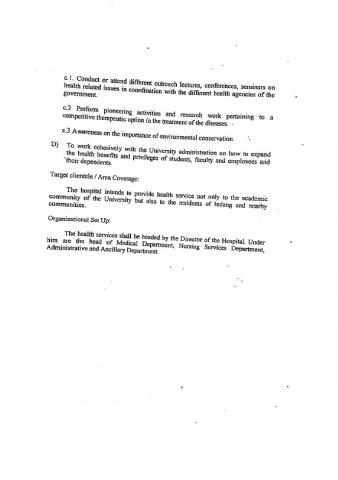 c.1. Conduct or attend different outreach lectures, conferences, seminars on
health related issues in coordination with the different health agencies of the
government.
c.2 Perform pioneering activities and research work pertaining to a
competitive therapeutic option in the treatment of the diseases.
c.3 Awareness on the importance of environmental conservation.
D) To work cohesively with the University administration on how to expand
the health benefits and privileges of students, faculty and employees and
their dependents.
Target clientele / Area Coverage:
The hospital intends to provide health service not only to the academic
community of the University but also to the residents of Indang and nearby
communities.
Organizational Set Up:
The health services shall be headed by the Director of the Hospital. Under
him are the head of Medical Department, Nursing Services Department,
Administrative and Ancillary Department.